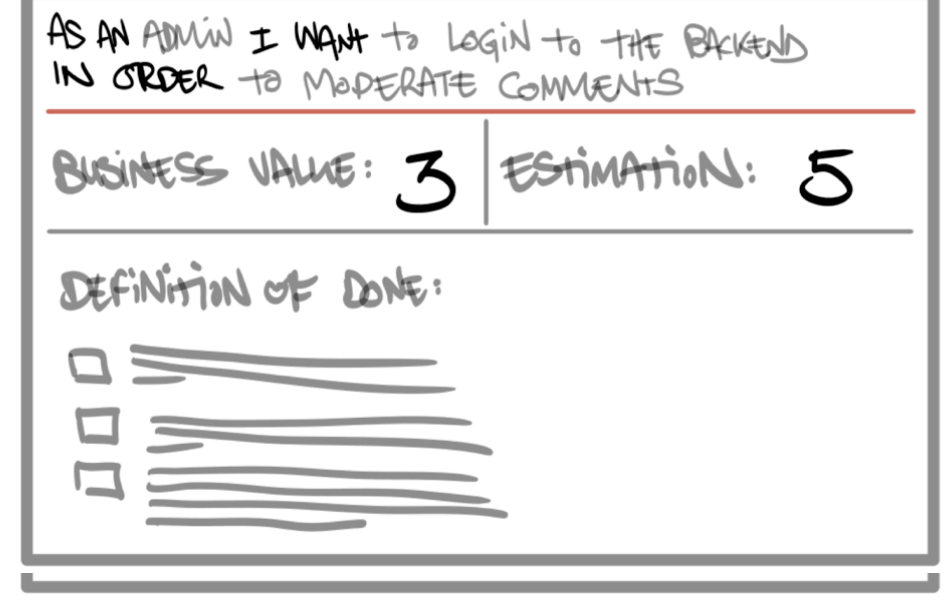 AS AN ADMIN I WANT to LOGIN to THE BACKEND
IN ORDER to MODERATE COMMENTS
BUSINESS VALUE: 3
ESTIMATION: 5
DEFINITION OF DONE: